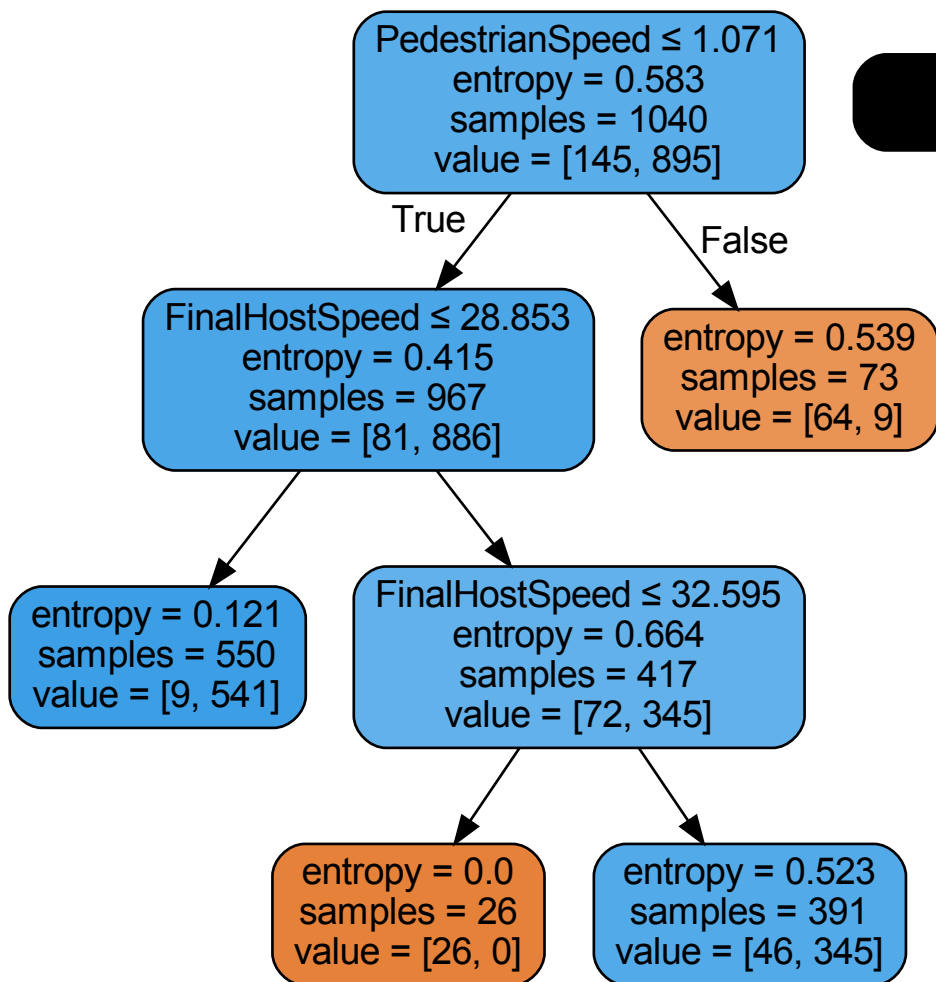 PedestrianSpeed ≤ 1.071
entropy = 0.583
samples = 1040
value = [145, 895]
True
False
FinalHostSpeed ≤ 28.853
entropy = 0.415
samples = 967
value = [81, 886]
entropy = 0.539
samples = 73
value = [64, 9]
entropy = 0.121
samples = 550
value = [9, 541]
FinalHostSpeed ≤ 32.595
entropy = 0.664
samples = 417
value = [72, 345]
entropy = 0.0
samples = 26
value = [26, 0]
entropy = 0.523
samples = 391
value = [46, 345]